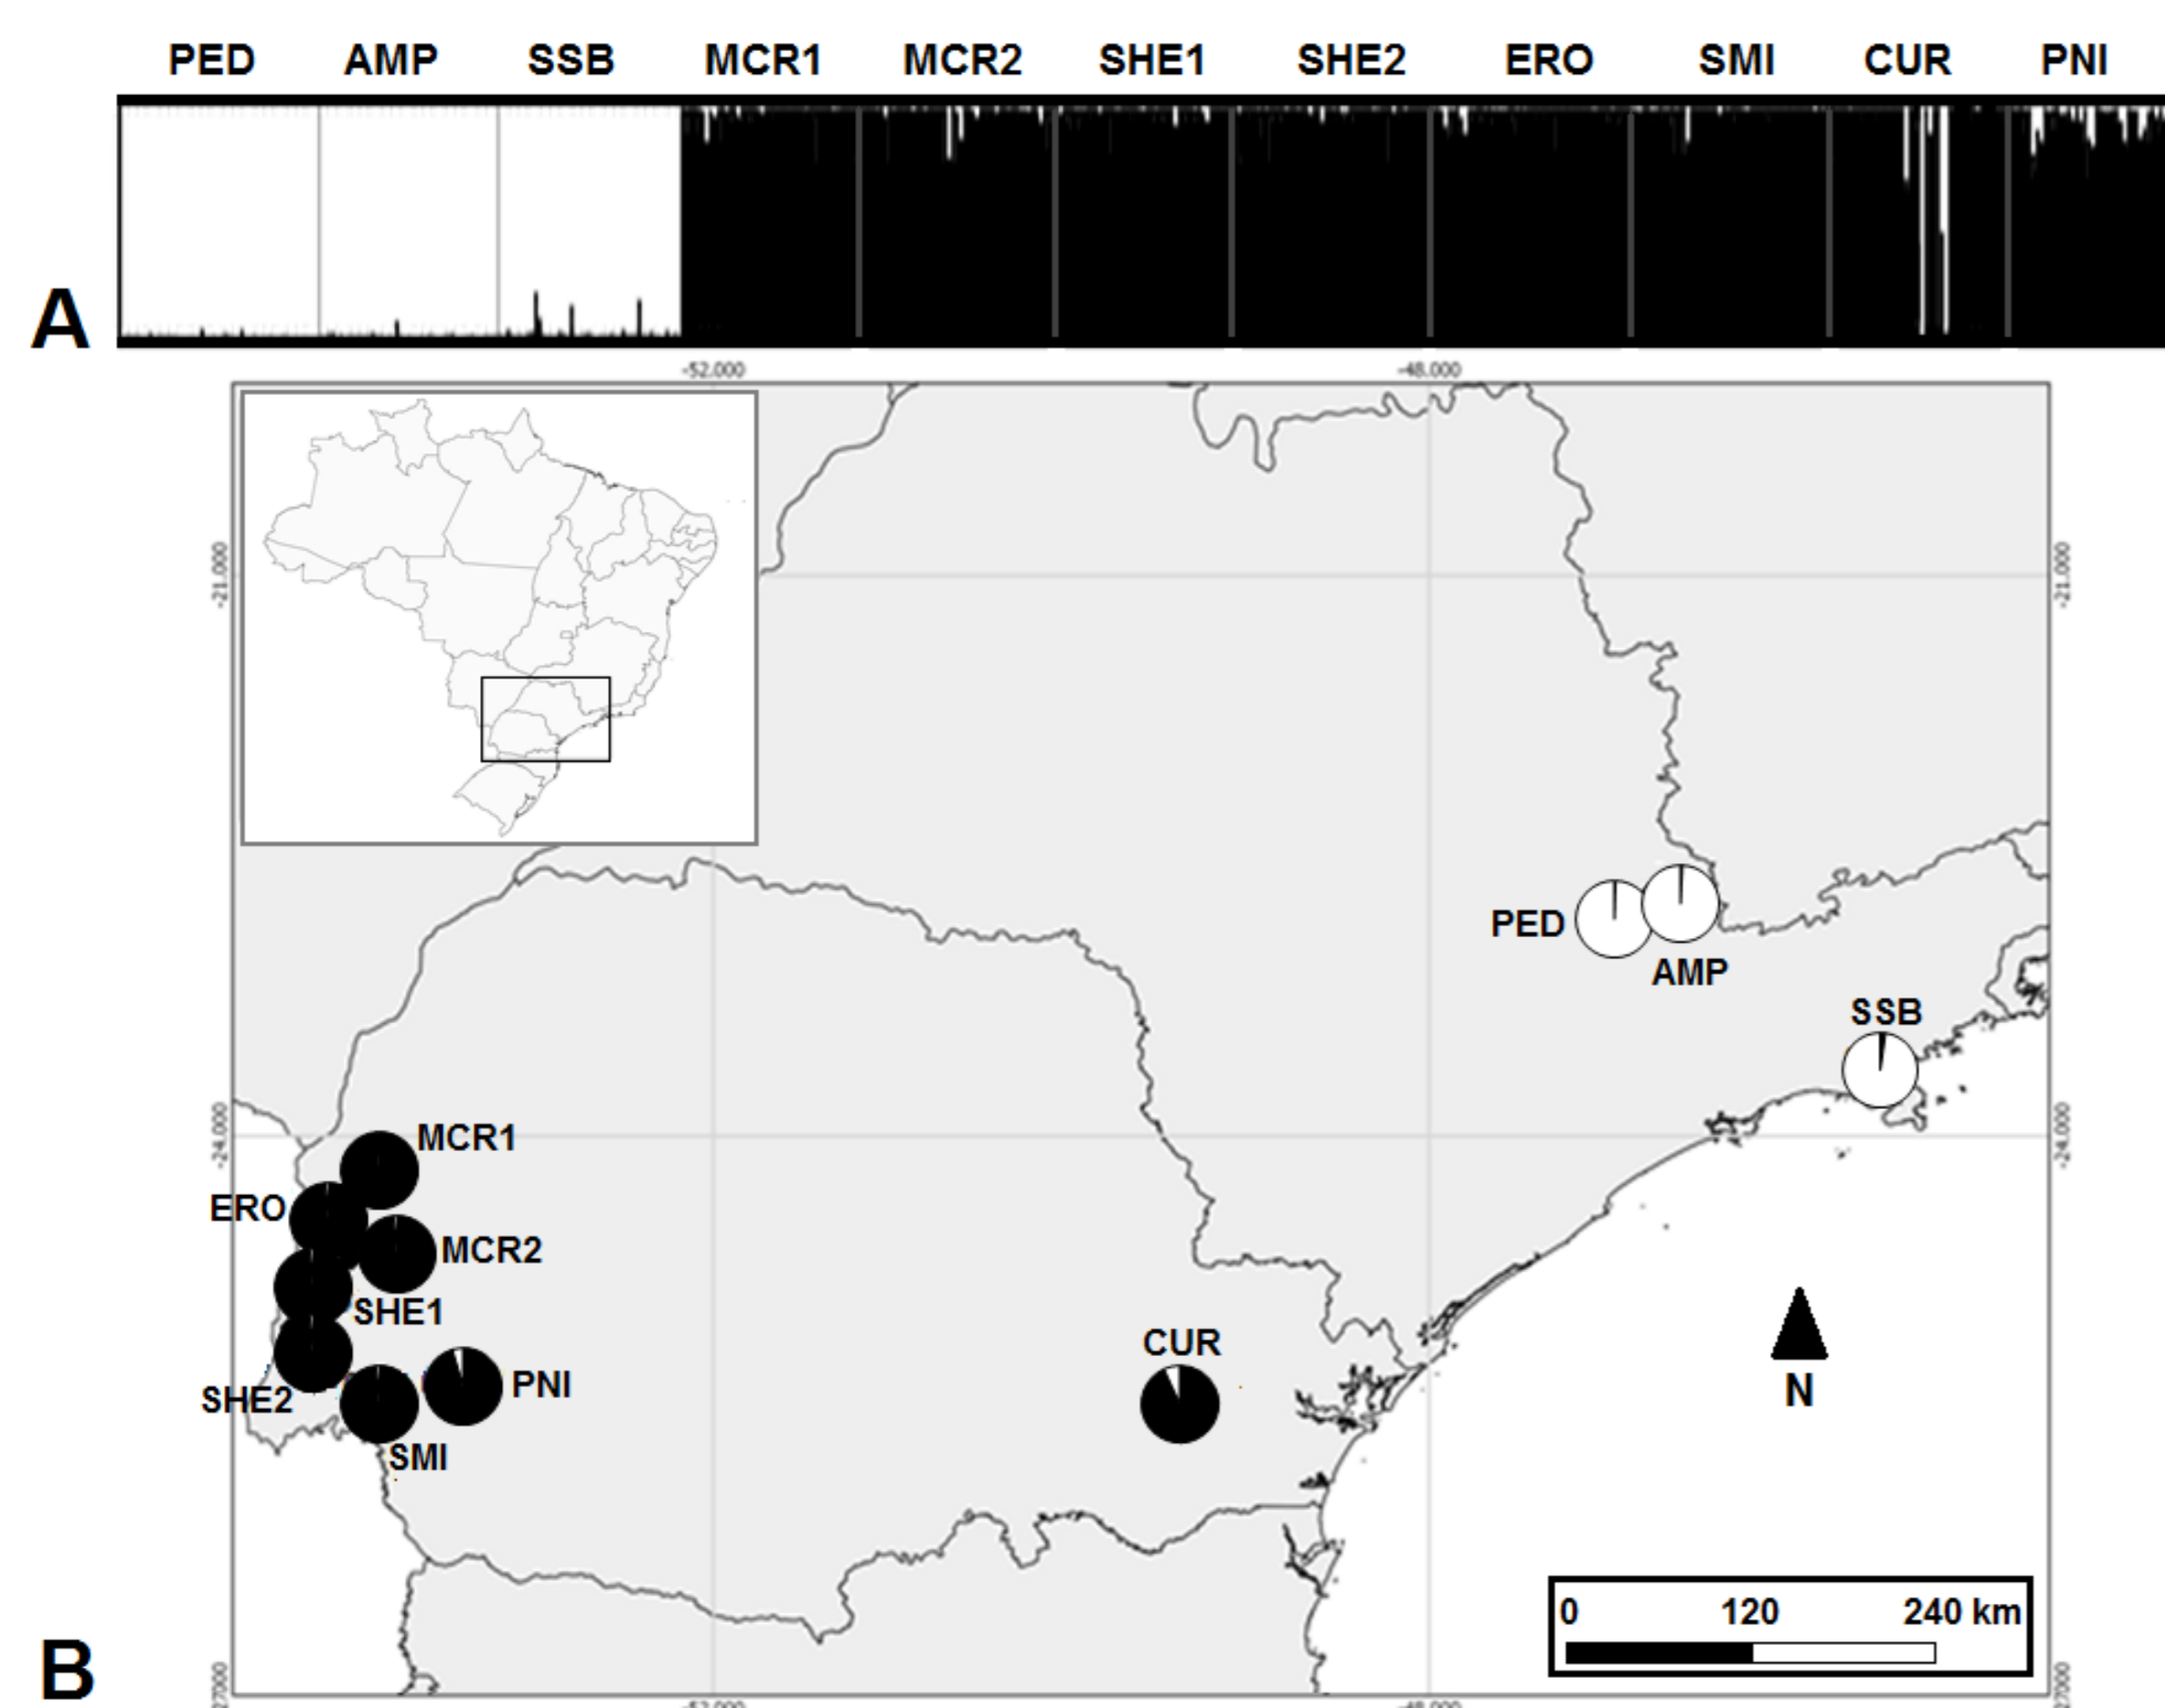 PED AMP SSB MCR1 MCR2 SHE1 SHE2 ERO SMI CUR PNI
A
-52.000 -48.000
-21.000 -21.000
PED
AMP
SSB
-24.000 -24.000
MCR1
ERO
MCR2
SHE1
CUR
PNI
SHE2
N
SMI
0 120 240 km
B